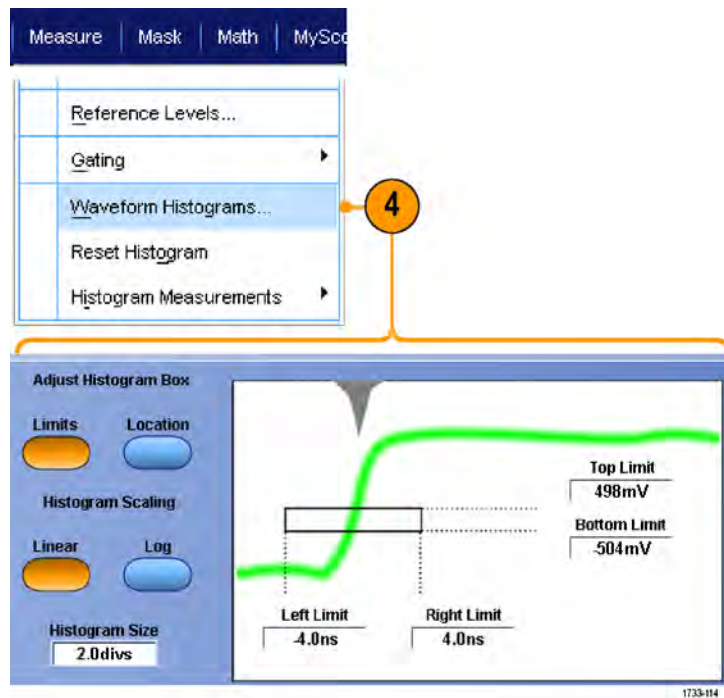 Measure Mask Math MySco
Reference Levels...
Gating
Waveform Histograms...
4
Reset Histogram
Histogram Measurements
Adjust Histogram Box
Limits Location
Histogram Scaling
Linear Log
Histogram Size
2.0divs
Top Limit
498mV
Bottom Limit
-504mV
Left Limit Right Limit
-4.0ns 4.0ns
1733-114